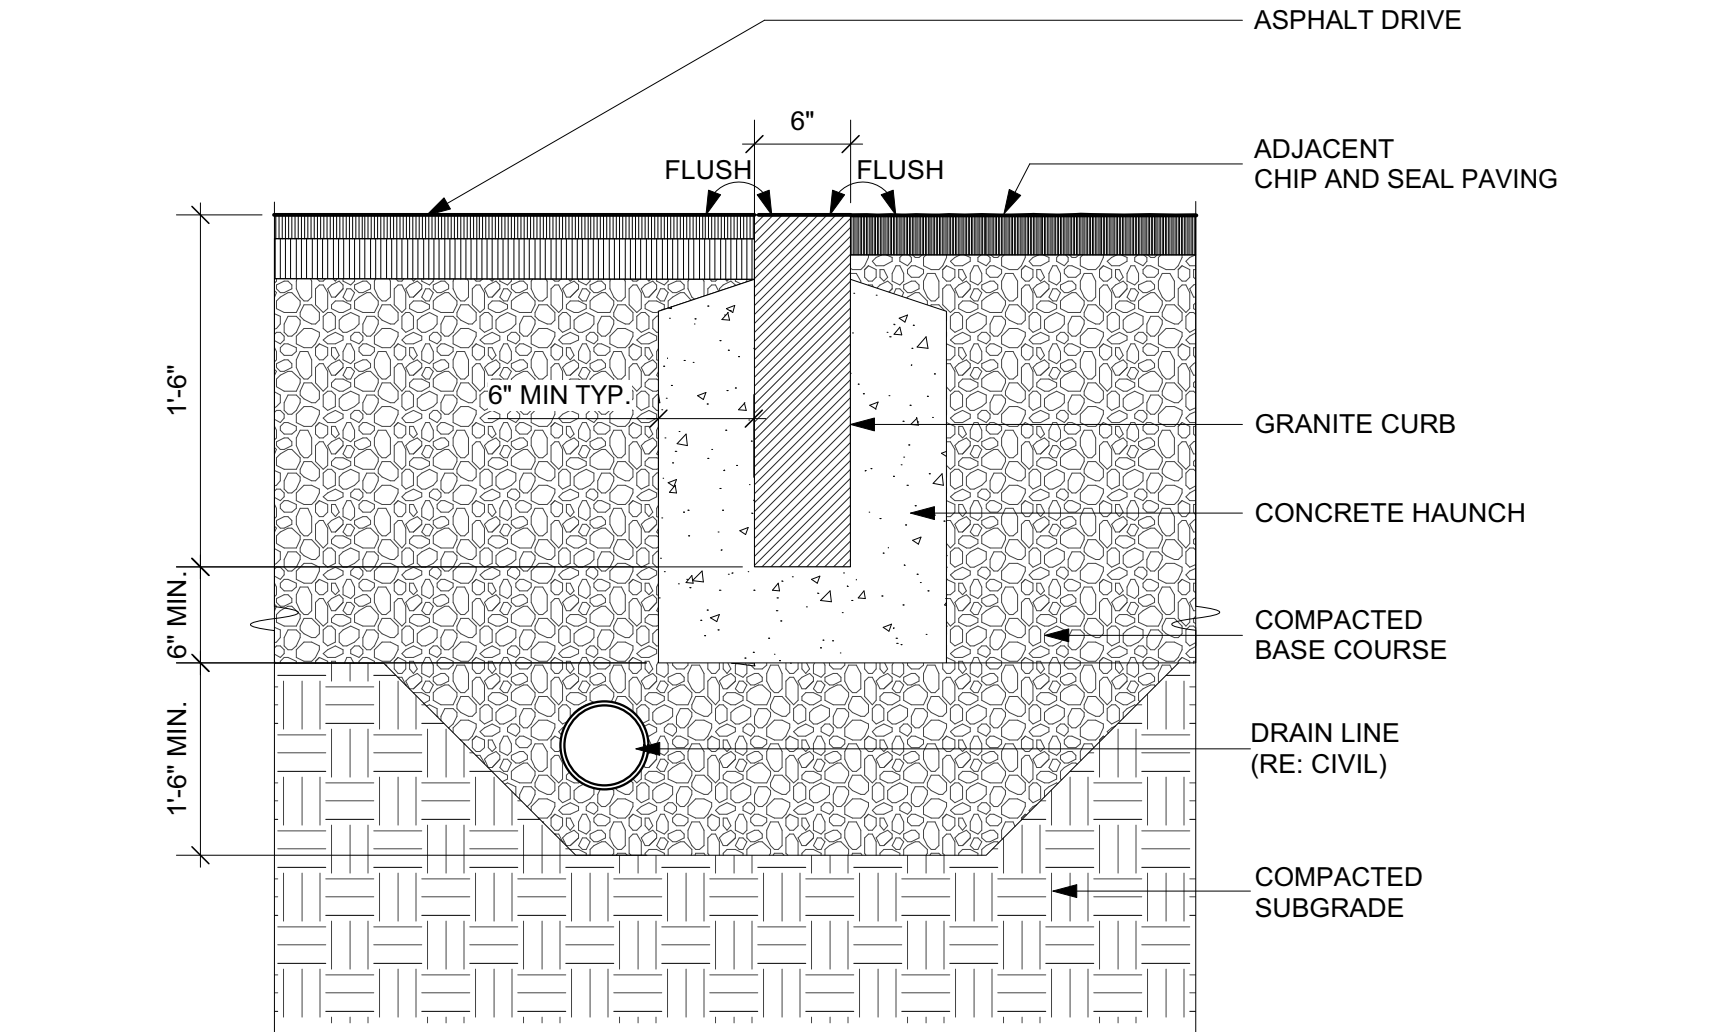 ASPHALT DRIVE
6"
FLUSH
FLUSH
ADJACENT
CHIP AND SEAL PAVING
1'-6"
6" MIN TYP.
GRANITE CURB
CONCRETE HAUNCH
6" MIN.
COMPACTED
BASE COURSE
1'-6" MIN.
DRAIN LINE
(RE: CIVIL)
COMPACTED
SUBGRADE